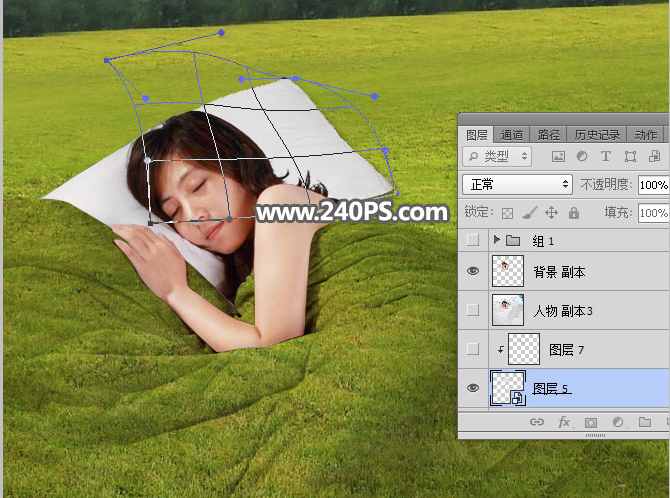 www.240PS.com
图层 通道 路径 历史记录 动作
类型
正常 不透明度: 100%
锁定: 填充: 100%
组 1
背景 副本
人物 副本3
图层 7
图层 5
fx